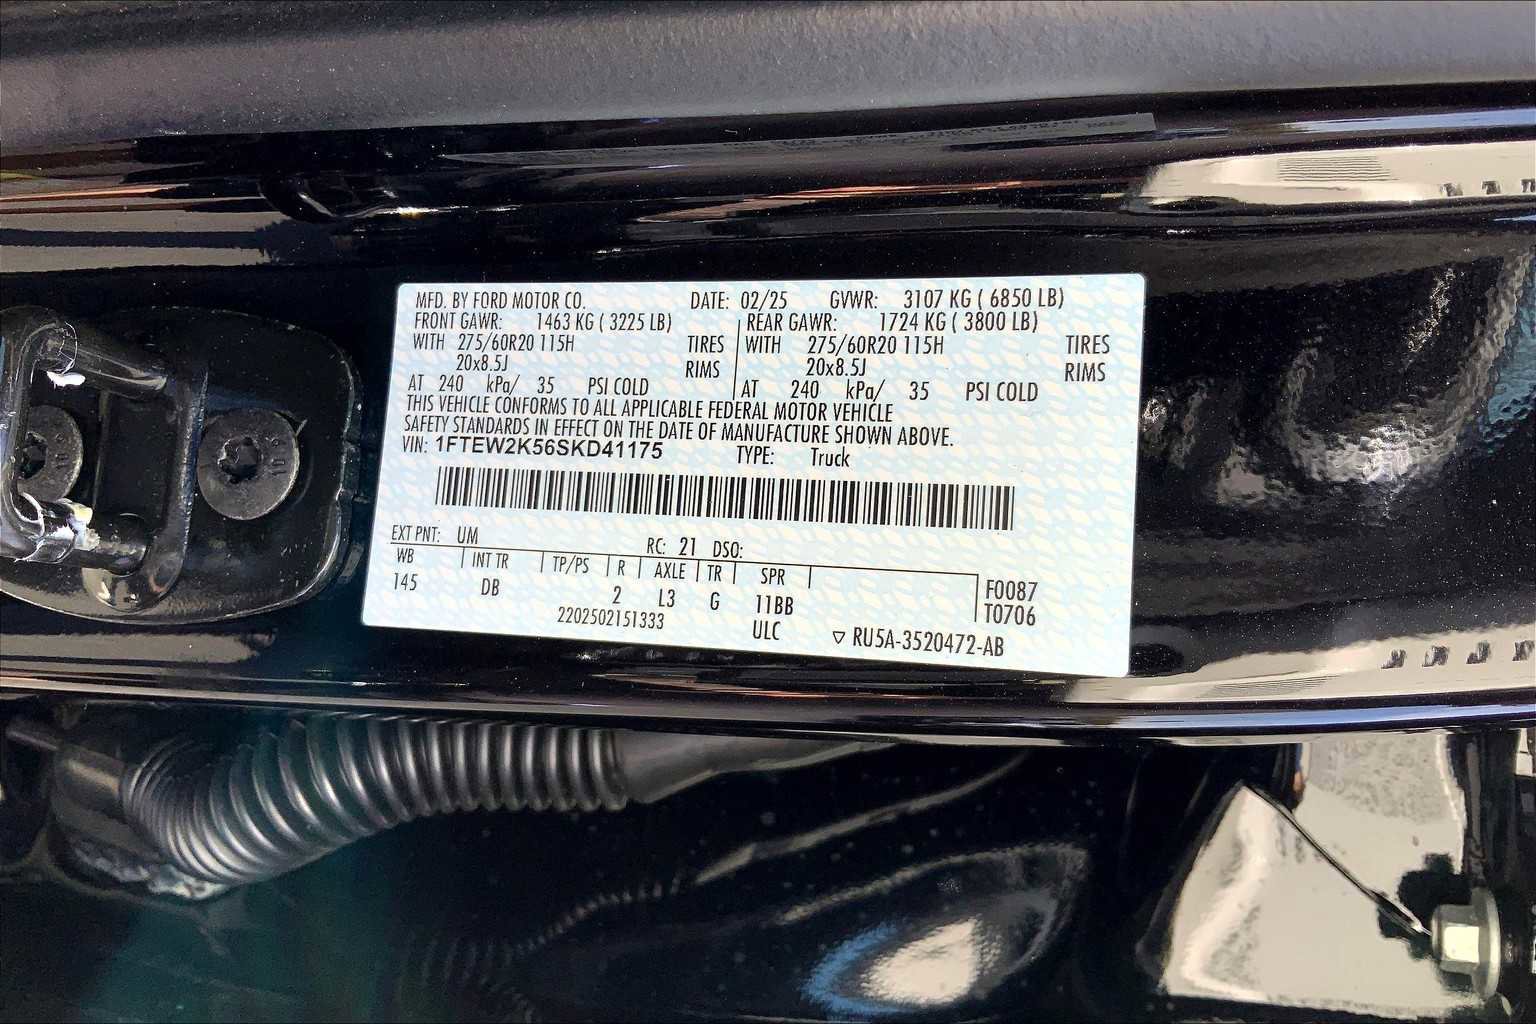 MFD. BY FORD MOTOR CO. DATE: 02/25 GVWR: 3107 KG ( 6850 LB)
FRONT GAWR: 1463 KG ( 3225 LB) REAR GAWR: 1724 KG ( 3800 LB)
WITH 275/60R20 115H TIRES WITH 275/60R20 115H TIRES
20x8.5J RIMS 20x8.5J RIMS
AT 240 kPa/ 35 PSI COLD AT 240 kPa/ 35 PSI COLD
THIS VEHICLE CONFORMS TO ALL APPLICABLE FEDERAL MOTOR VEHICLE
SAFETY STANDARDS IN EFFECT ON THE DATE OF MANUFACTURE SHOWN ABOVE.
VIN: 1FTEW2K56SKD41175 TYPE: Truck
EXT PNT: UM RC: 21 DSO:
WB INT TR TP/PS R AXLE TR SPR
145 DB 2 L3 G 11BB F0087
T0706
2202502151333 ULC ▽ RU5A-3520472-AB